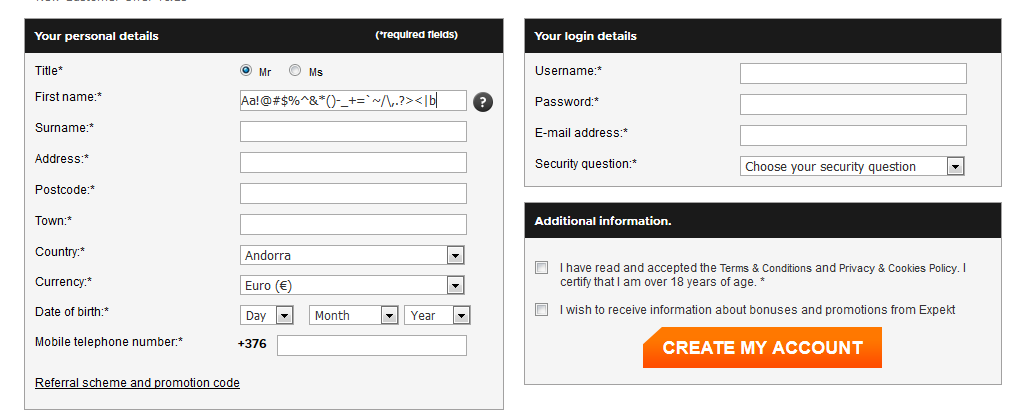 Your personal details (*required fields)
Title* Mr Ms
First name:* Aa!@#$%^&*()-_+=`~/\,.?><|b ?
Surname:*
Address:*
Postcode:*
Town:*
Country:* Andorra
Currency:* Euro (€)
Date of birth:* Day Month Year
Mobile telephone number:* +376
Referral scheme and promotion code
Your login details
Username:*
Password:*
E-mail address:*
Security question:* Choose your security question
Additional information.
I have read and accepted the Terms & Conditions and Privacy & Cookies Policy. I
certify that I am over 18 years of age. *
I wish to receive information about bonuses and promotions from Expekt
CREATE MY ACCOUNT